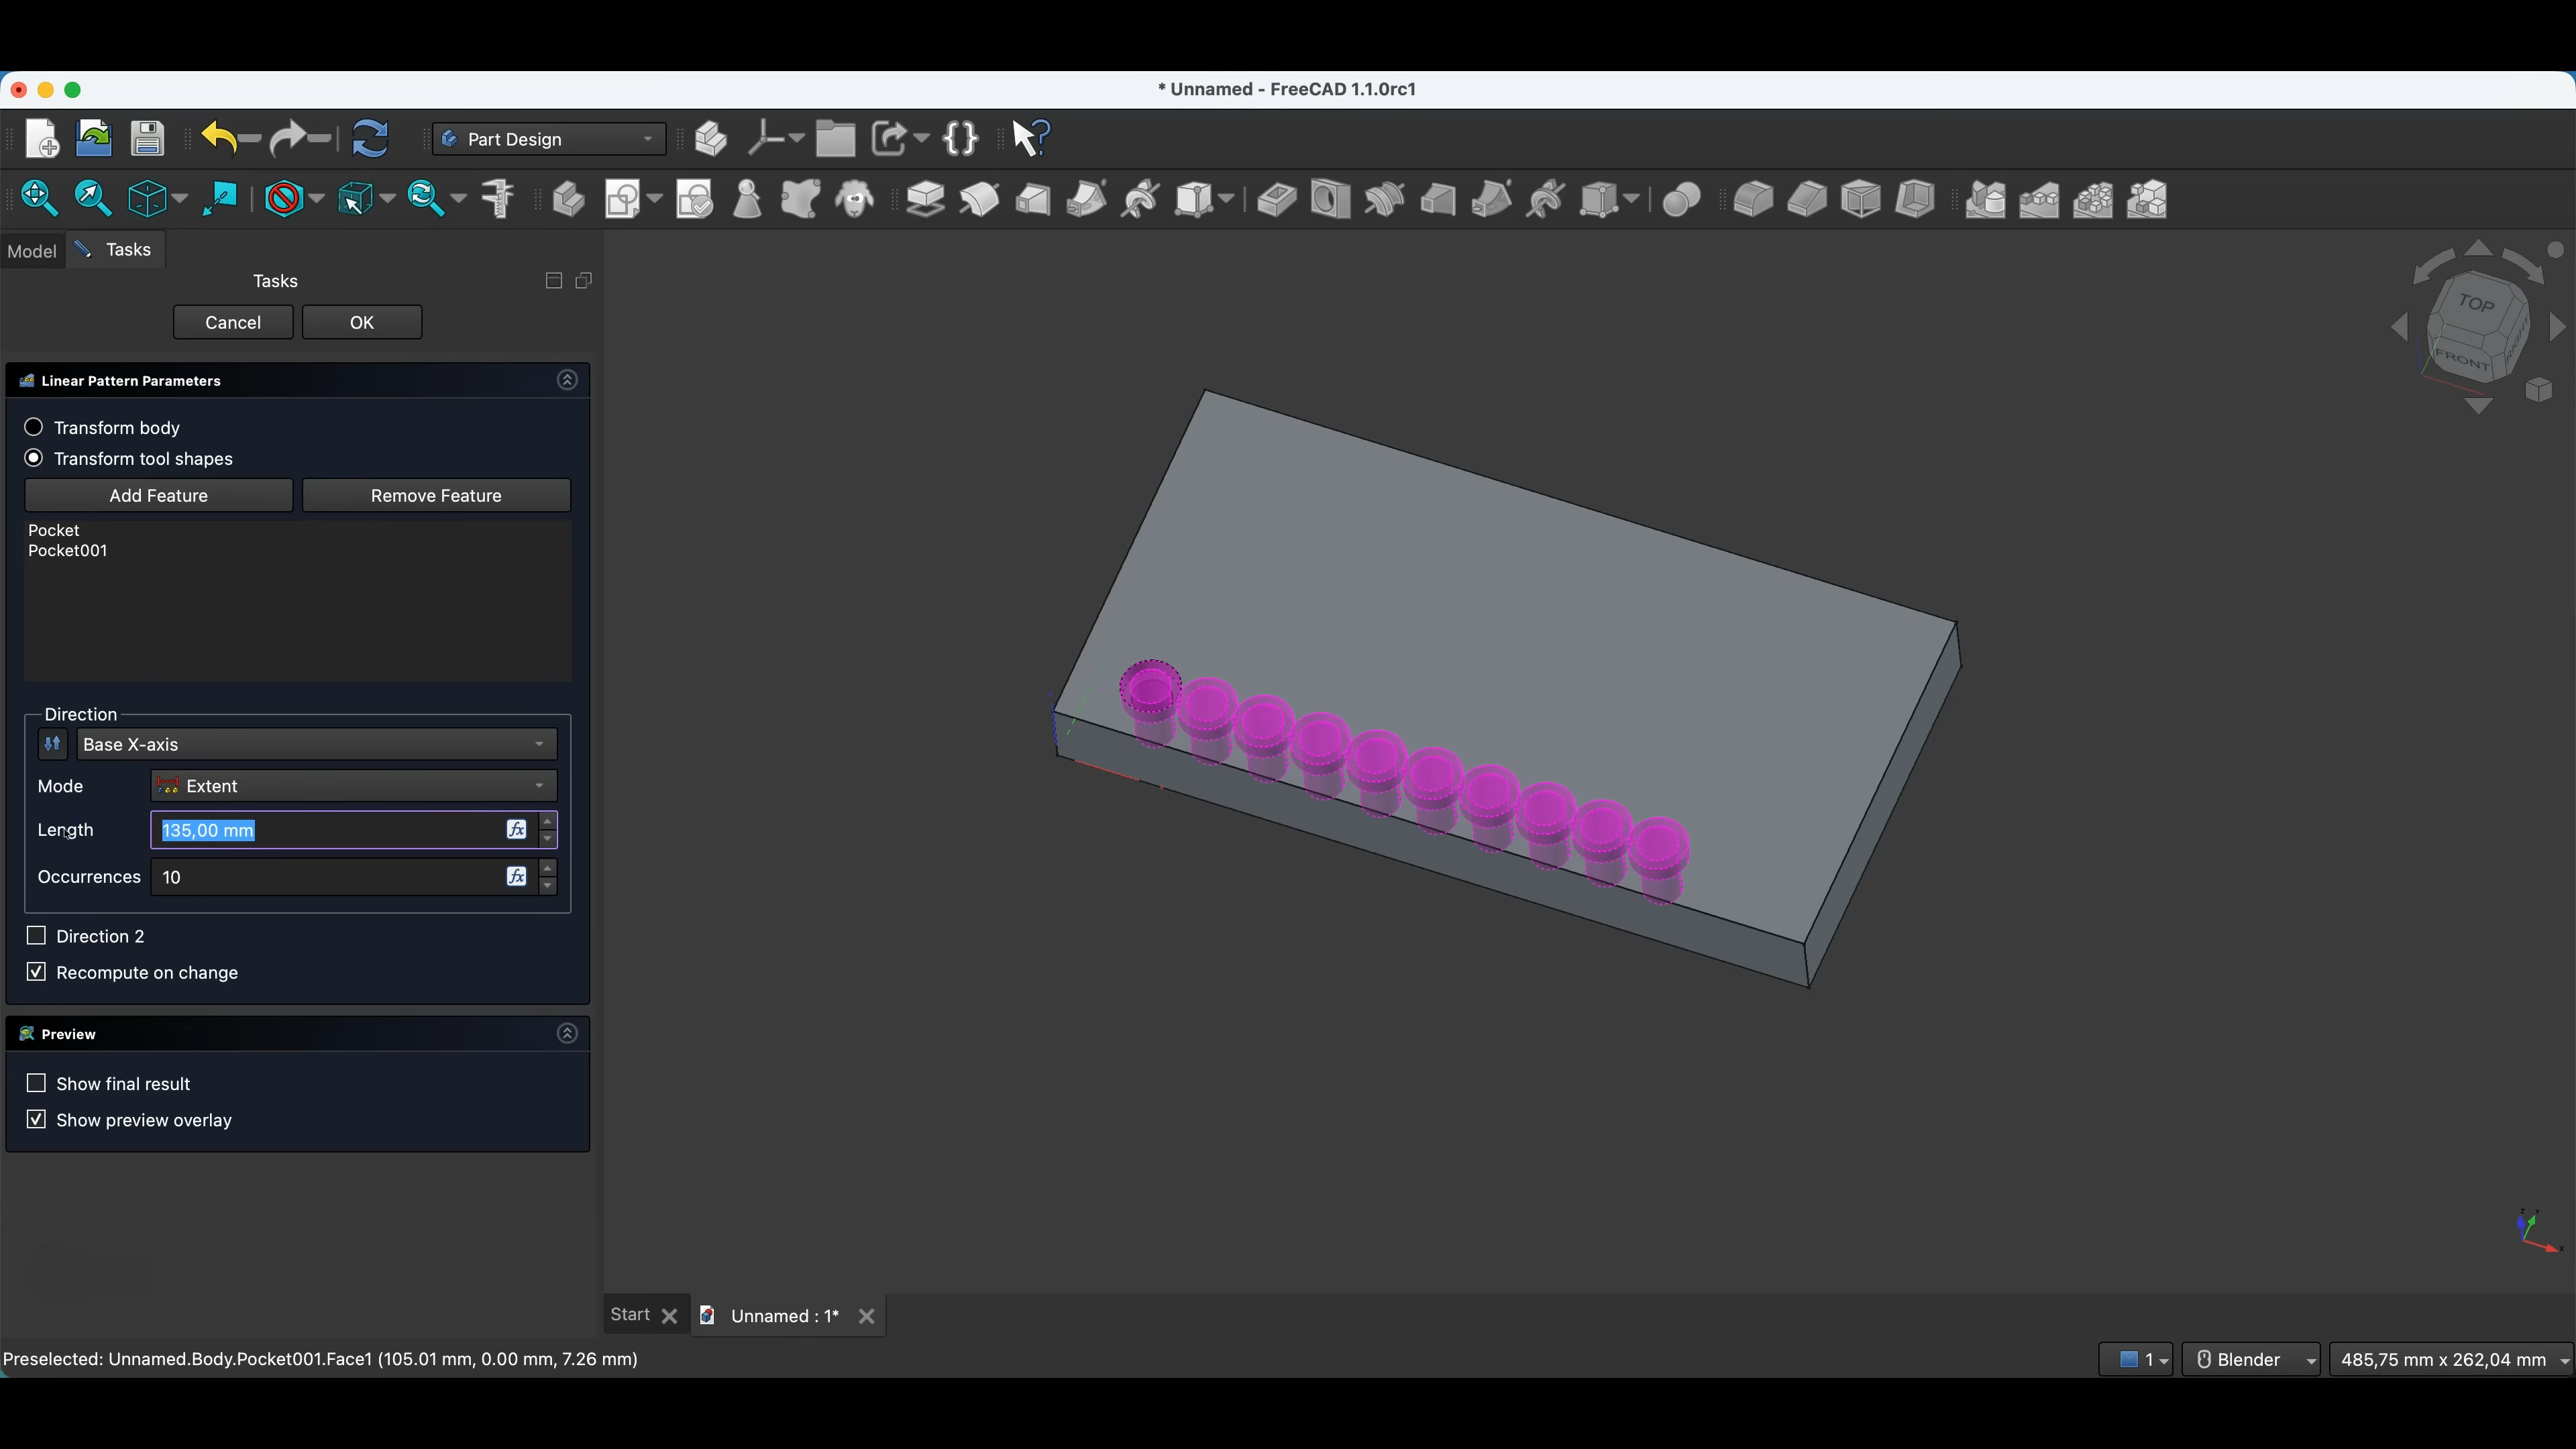 * Unnamed - FreeCAD 1.1.0rc1
Part Design
Model
Tasks
Tasks
Cancel
OK
TOP
FRONT
RIGHT
Linear Pattern Parameters
Transform body
Transform tool shapes
Add Feature
Remove Feature
Pocket
Pocket001
Direction
Base X-axis
Mode
Extent
Length
135,00 mm
fx
Occurrences
10
fx
Direction 2
Recompute on change
Preview
Show final result
Show preview overlay
Start
Unnamed : 1*
Preselected: Unnamed.Body.Pocket001.Face1 (105.01 mm, 0.00 mm, 7.26 mm)
1
Blender
485,75 mm x 262,04 mm